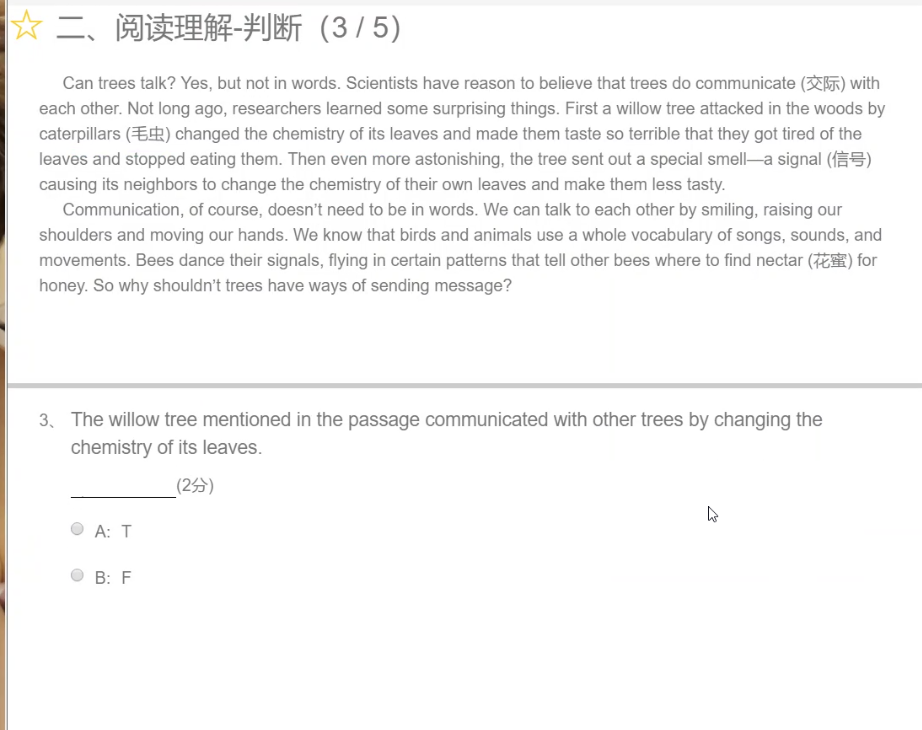 二、阅读理解-判断（3 / 5）
Can trees talk? Yes, but not in words. Scientists have reason to believe that trees do communicate (交际) with
each other. Not long ago, researchers learned some surprising things. First a willow tree attacked in the woods by
caterpillars (毛虫) changed the chemistry of its leaves and made them taste so terrible that they got tired of the
leaves and stopped eating them. Then even more astonishing, the tree sent out a special smell—a signal (信号)
causing its neighbors to change the chemistry of their own leaves and make them less tasty.
Communication, of course, doesn’t need to be in words. We can talk to each other by smiling, raising our
shoulders and moving our hands. We know that birds and animals use a whole vocabulary of songs, sounds, and
movements. Bees dance their signals, flying in certain patterns that tell other bees where to find nectar (花蜜) for
honey. So why shouldn’t trees have ways of sending message?
3、 The willow tree mentioned in the passage communicated with other trees by changing the
chemistry of its leaves.
__________(2分)
A: T
B: F